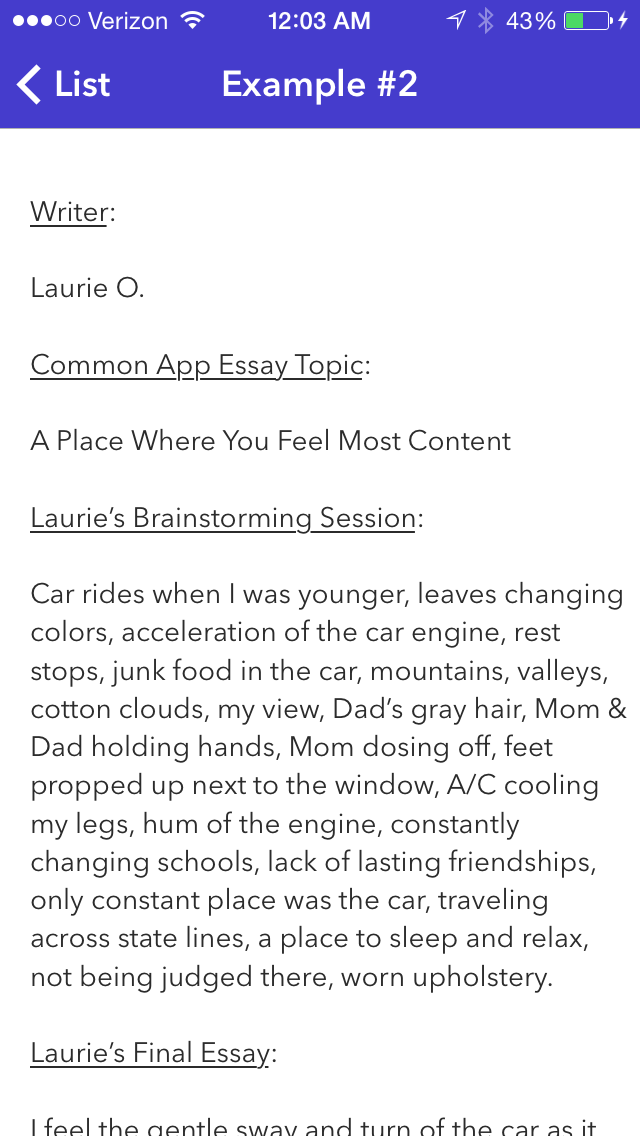 Verizon 12:03 AM 43%
List Example #2
Writer:
Laurie O.
Common App Essay Topic:
A Place Where You Feel Most Content
Laurie’s Brainstorming Session:
Car rides when I was younger, leaves changing
colors, acceleration of the car engine, rest
stops, junk food in the car, mountains, valleys,
cotton clouds, my view, Dad’s gray hair, Mom &
Dad holding hands, Mom dosing off, feet
propped up next to the window, A/C cooling
my legs, hum of the engine, constantly
changing schools, lack of lasting friendships,
only constant place was the car, traveling
across state lines, a place to sleep and relax,
not being judged there, worn upholstery.
Laurie’s Final Essay:
I feel the gentle sway and turn of the car as it